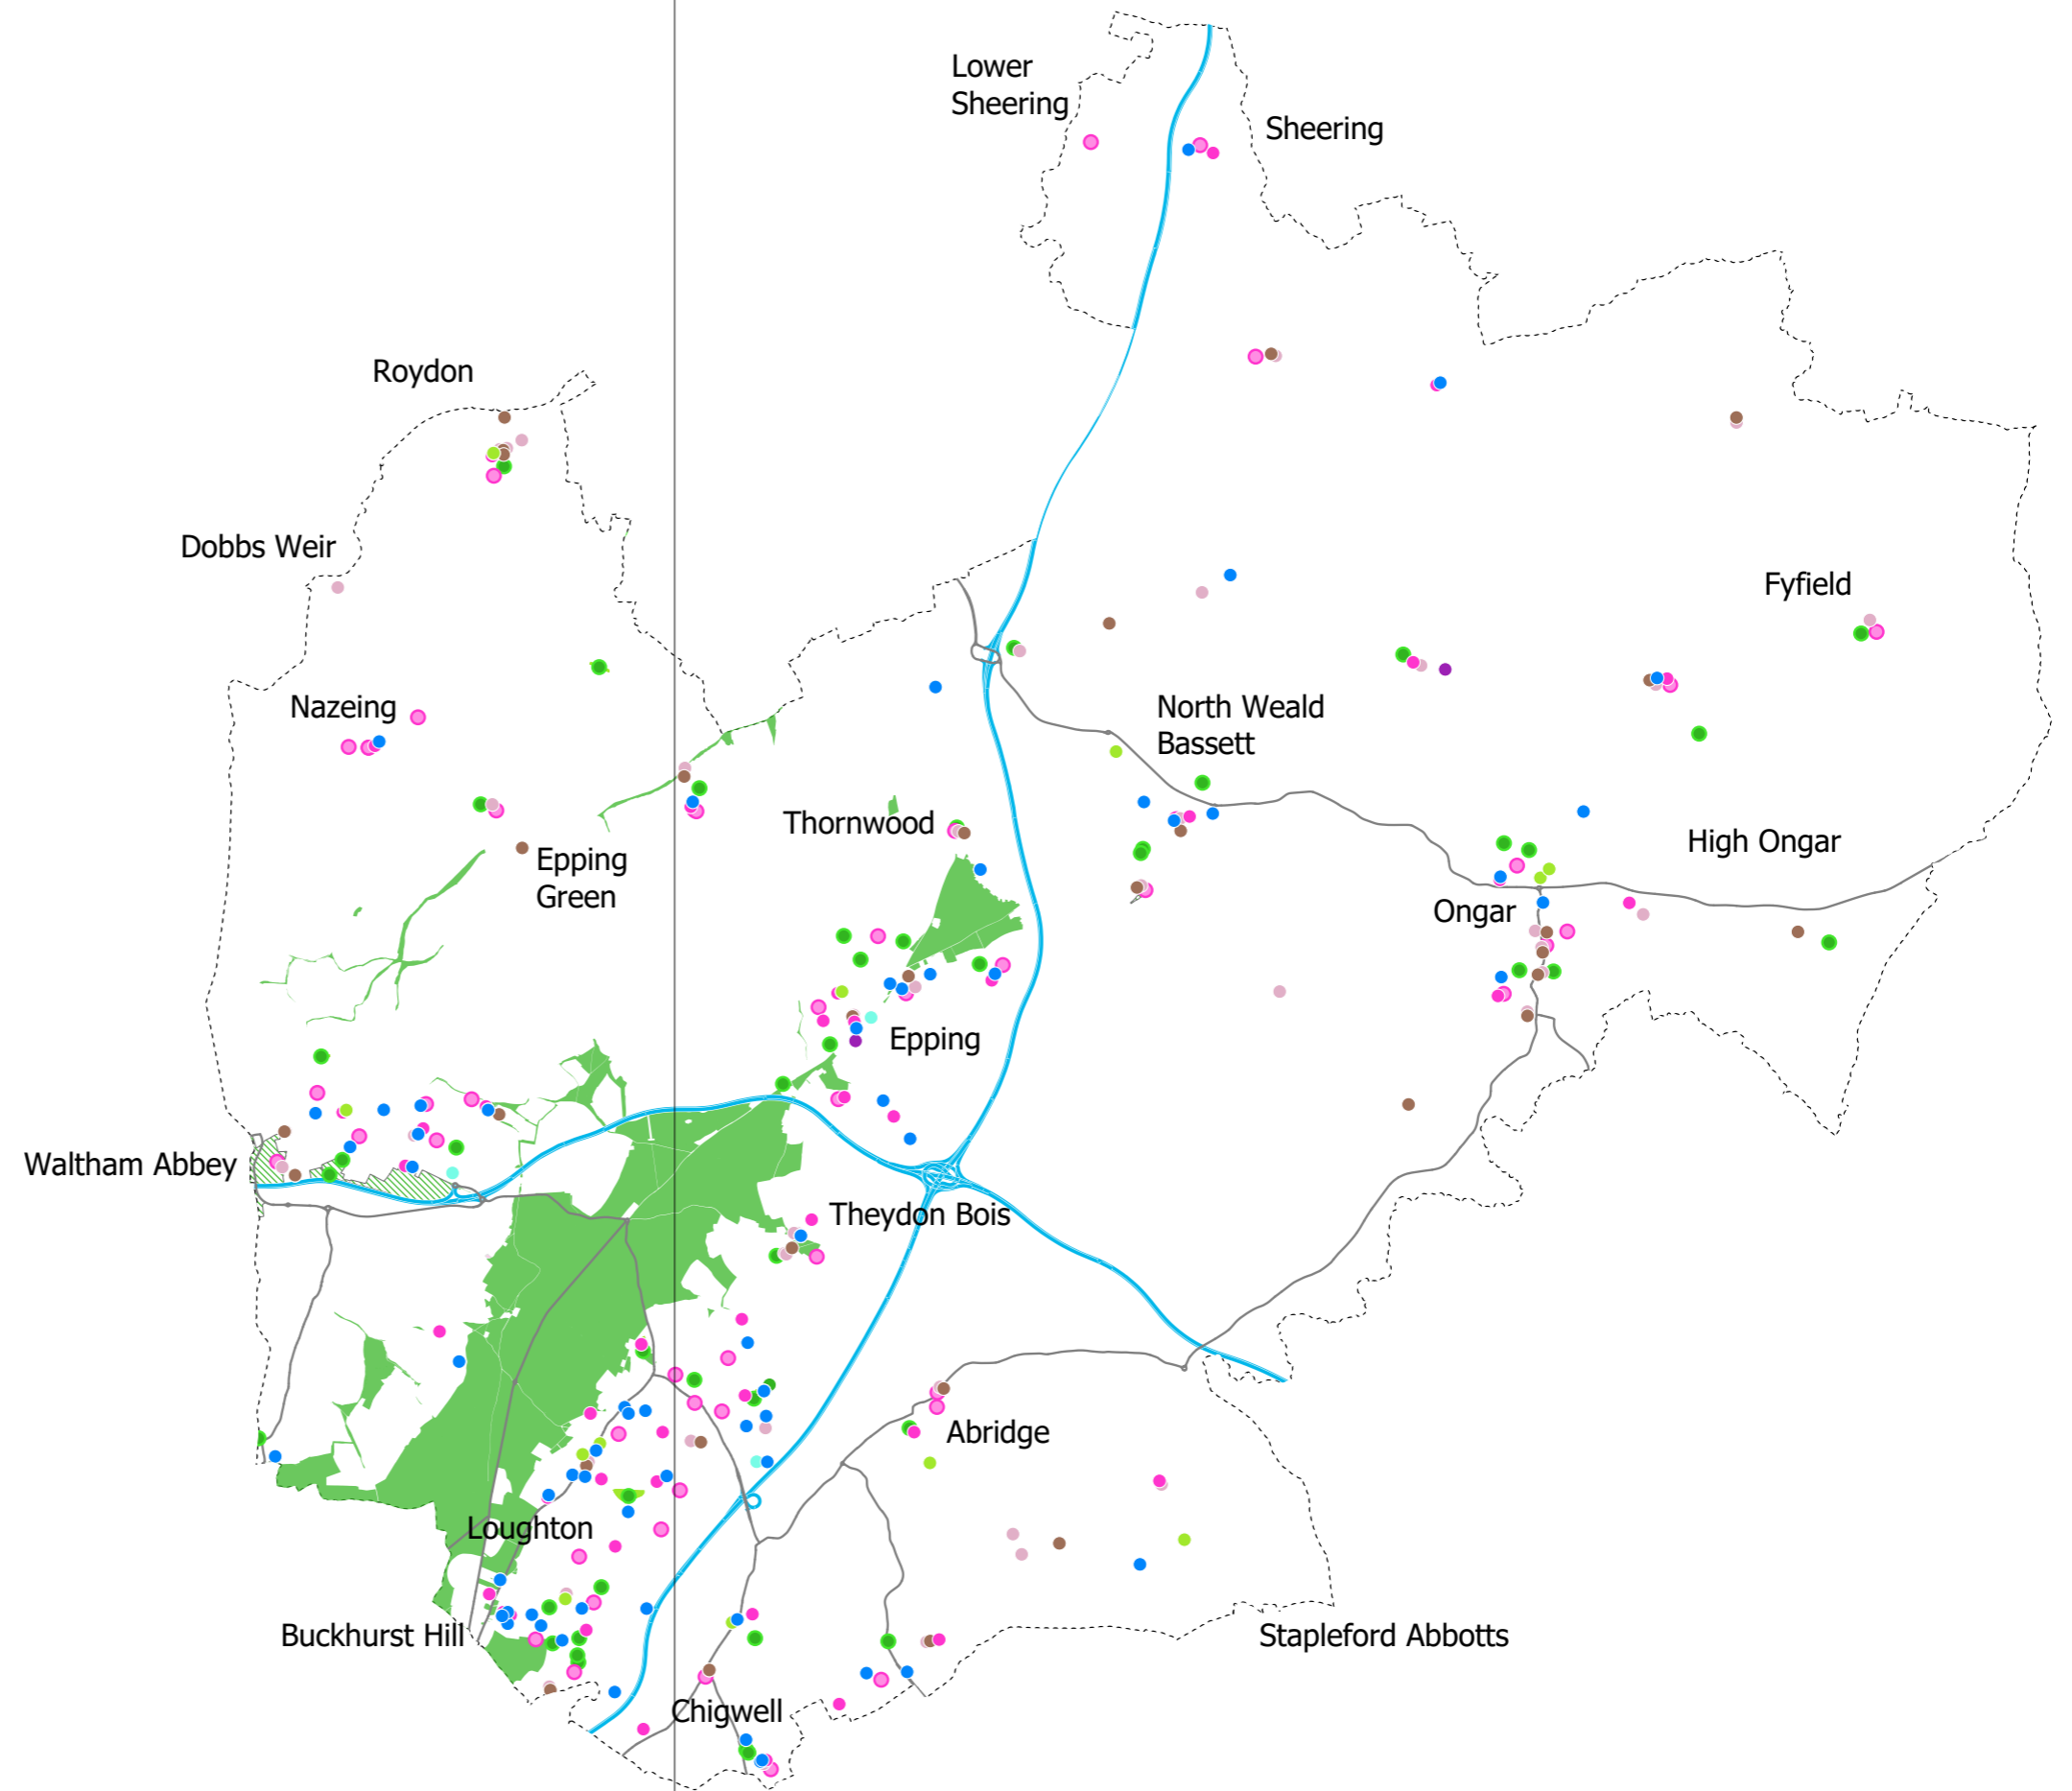 Lower
Sheering
Sheering
Roydon
Dobbs Weir
Fyfield
Nazeing
North Weald
Bassett
Thornwood
High Ongar
Epping
Green
Ongar
Epping
Waltham Abbey
Theydon Bois
Abridge
Loughton
Buckhurst Hill
Stapleford Abbotts
Chigwell